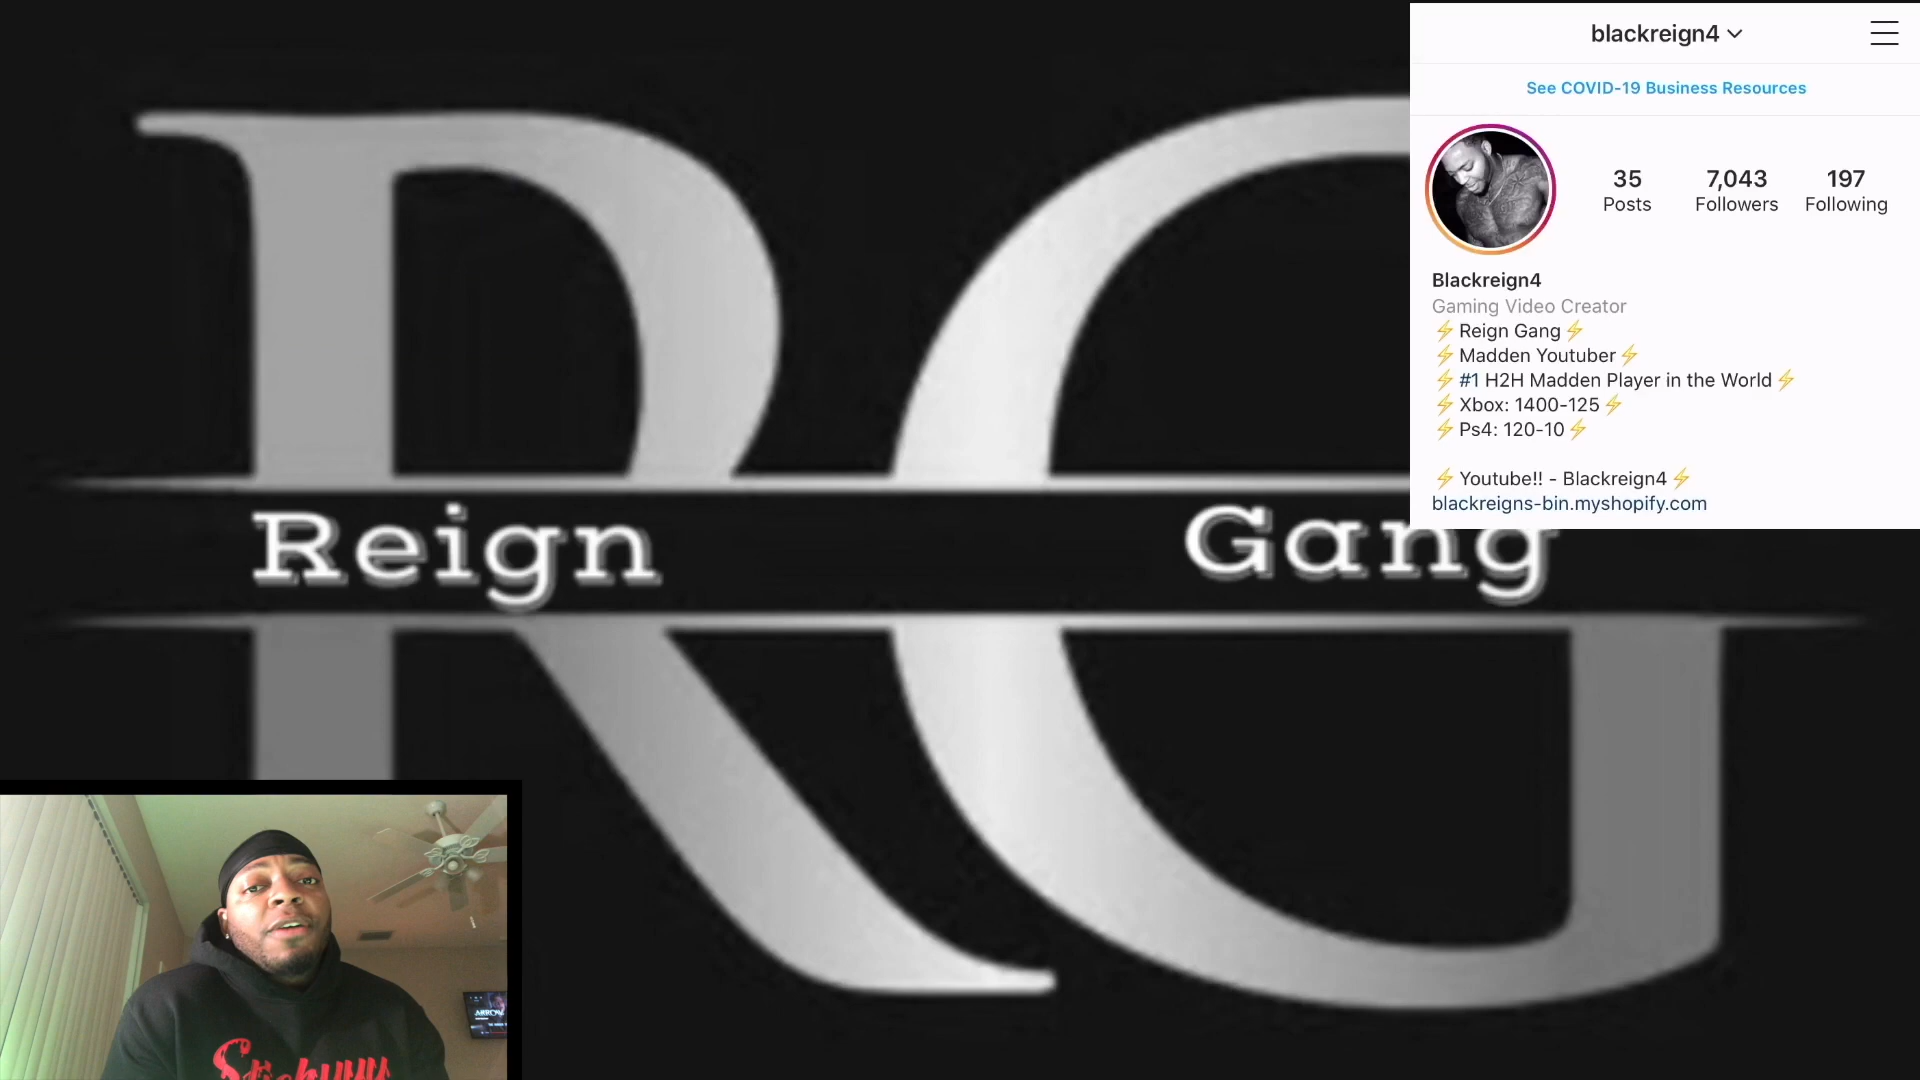 blackreign4
See COVID-19 Business Resources
35 7,043 197
Posts Followers Following
Blackreign4
Gaming Video Creator
⚡Reign Gang⚡
⚡Madden Youtuber⚡
⚡#1 H2H Madden Player in the World⚡
⚡Xbox: 1400-125⚡
⚡Ps4: 120-10⚡
⚡Youtube!! - Blackreign4⚡
blackreigns-bin.myshopify.com
RG
Reign Gang
ARROW